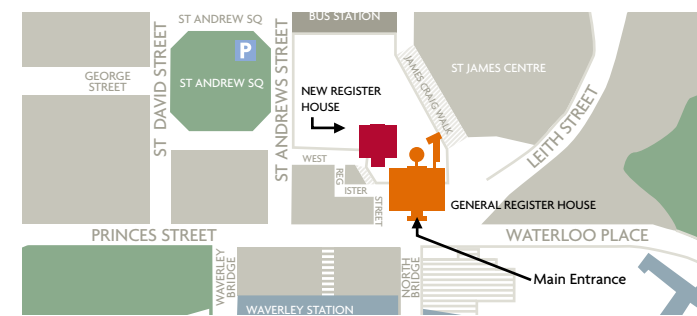 ST ANDREW SQ
BUS STATION
P
ST DAVID STREET
ST ANDREWS STREET
GEORGE
STREET
ST ANDREW SQ
ST JAMES CENTRE
JAMES CRAIG WALK
NEW REGISTER
HOUSE
LEITH STREET
WEST
REG
ISTER
STREET
GENERAL REGISTER HOUSE
PRINCES STREET
WATERLOO PLACE
WAVERLEY
BRIDGE
NORTH
BRIDGE
Main Entrance
WAVERLEY STATION